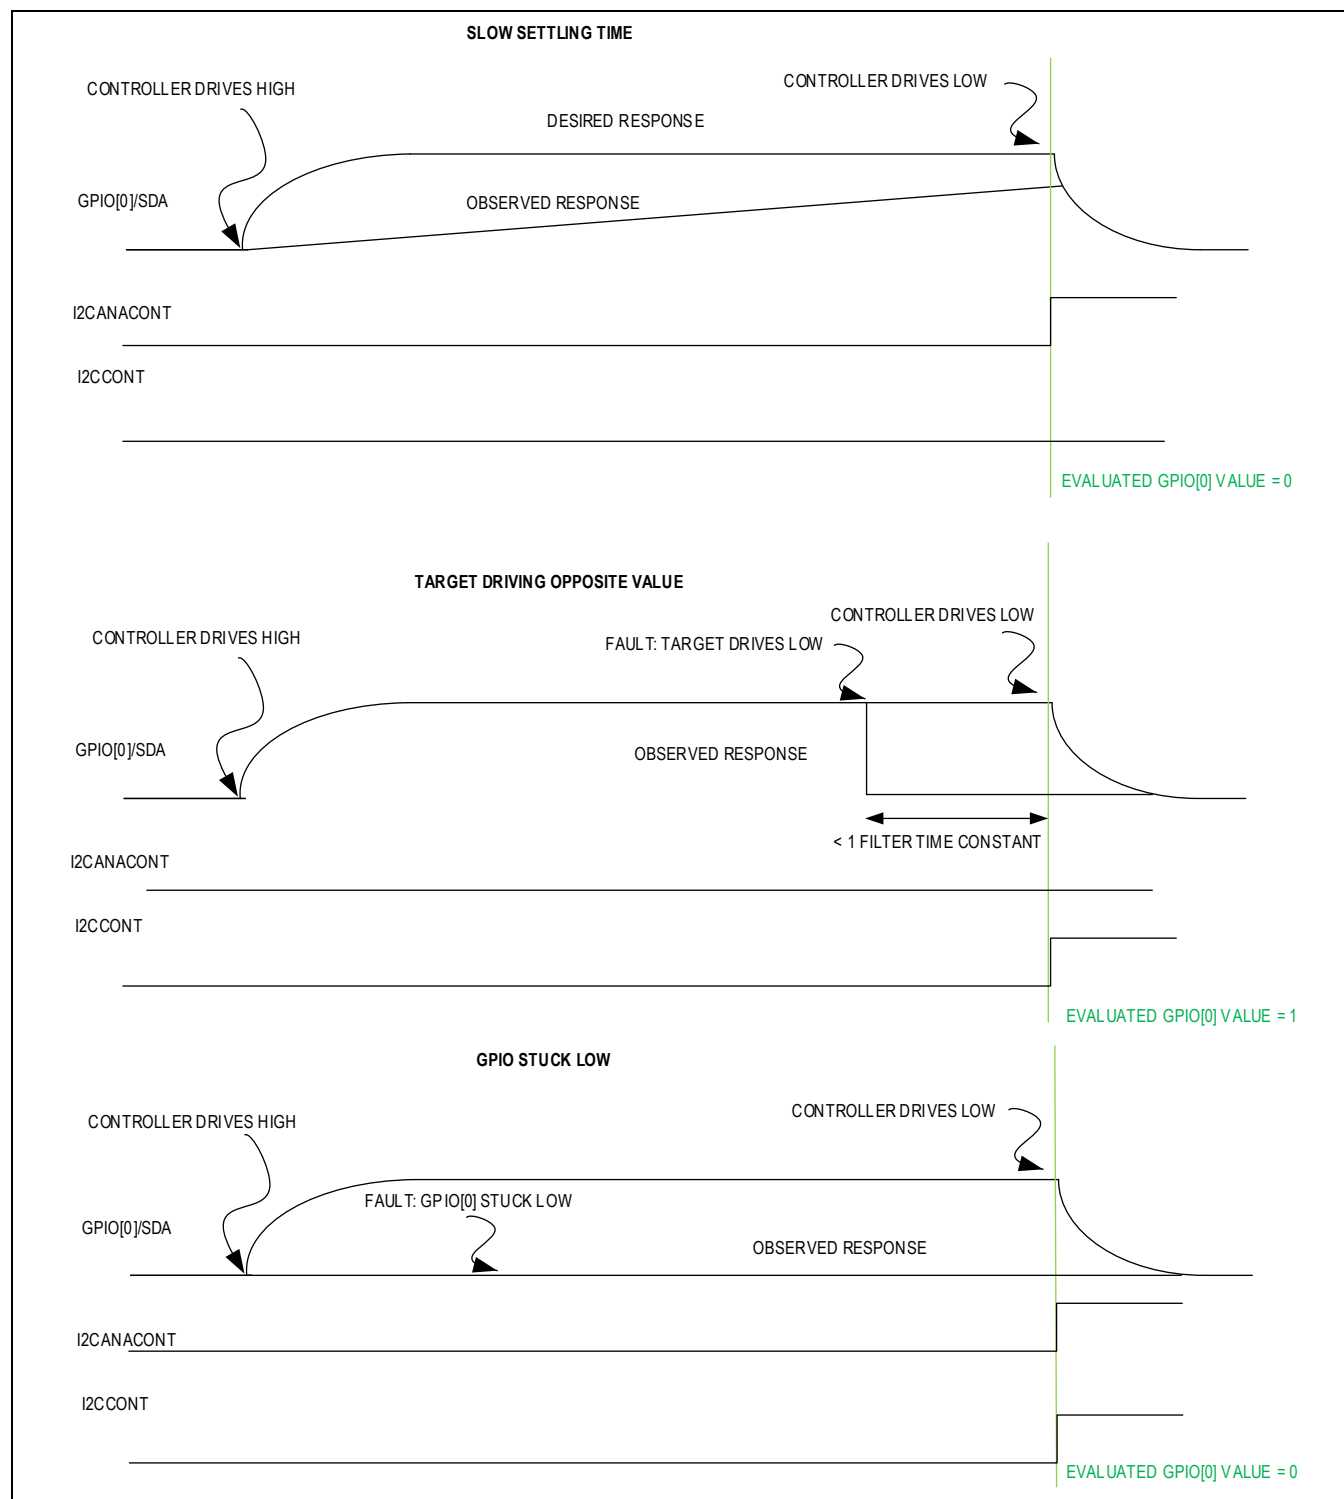 SLOW SETTLING TIME
CONTROLLER DRIVES HIGH
CONTROLLER DRIVES LOW
DESIRED RESPONSE
GPIO[0]/SDA
OBSERVED RESPONSE
I2CANACONT
I2CCONT
EVALUATED GPIO[0] VALUE = 0
TARGET DRIVING OPPOSITE VALUE
CONTROLLER DRIVES HIGH
FAULT: TARGET DRIVES LOW
CONTROLLER DRIVES LOW
GPIO[0]/SDA
OBSERVED RESPONSE
< 1 FILTER TIME CONSTANT
I2CANACONT
I2CCONT
EVALUATED GPIO[0] VALUE = 1
GPIO STUCK LOW
CONTROLLER DRIVES HIGH
CONTROLLER DRIVES LOW
FAULT: GPIO[0] STUCK LOW
GPIO[0]/SDA
OBSERVED RESPONSE
I2CANACONT
I2CCONT
EVALUATED GPIO[0] VALUE = 0